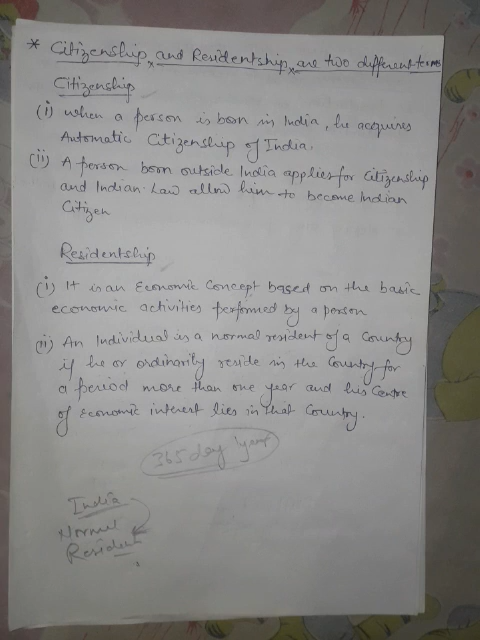 * Citizenship and Residentship are two different terms
Citizenship
(i) When a person is born in India, he acquires
Automatic Citizenship of India.
(ii) A person born outside India applies for Citizenship
and Indian Law allow him to become Indian
Citizen
Residentship
(i) It is an Economic Concept based on the basic
economic activities performed by a person
(ii) An Individual is a normal resident of a Country
if he or ordinarily reside in the Country for
a period more than one year and his Centre
of Economic interest lies in that Country.
365 day
India
Normal
Resident